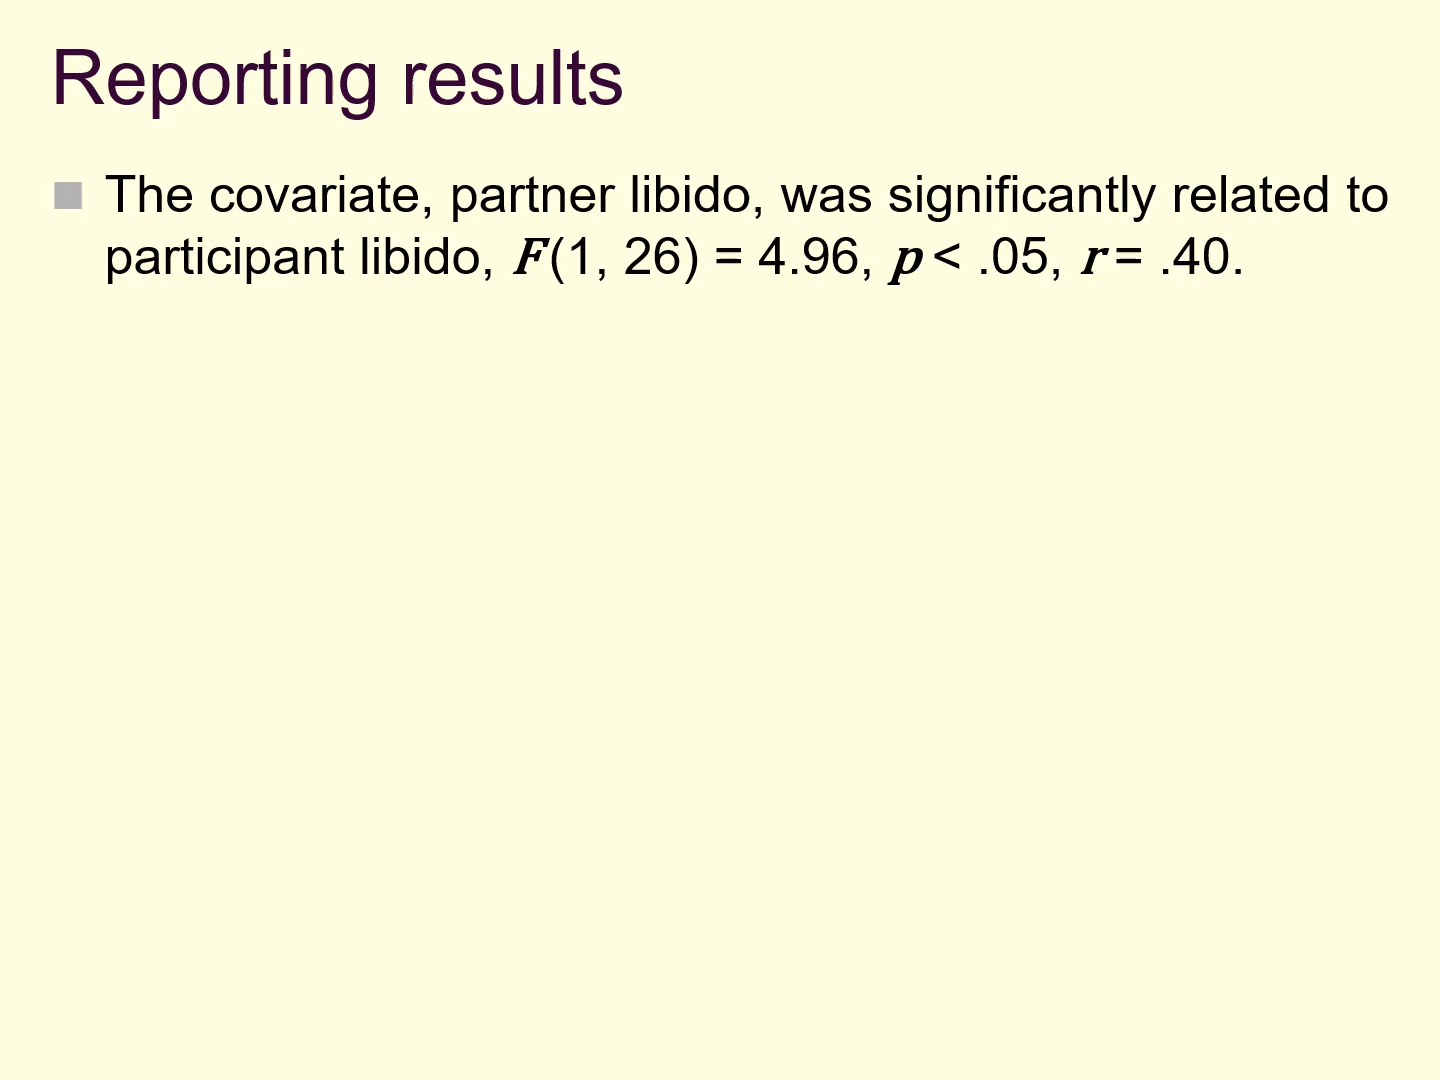 Reporting results
The covariate, partner libido, was significantly related to
participant libido, F(1, 26) = 4.96, p < .05, r = .40.